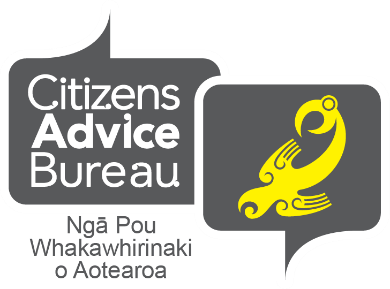 Citizens
Advice
Bureau
Ngā Pou
Whakawhirinaki
o Aotearoa